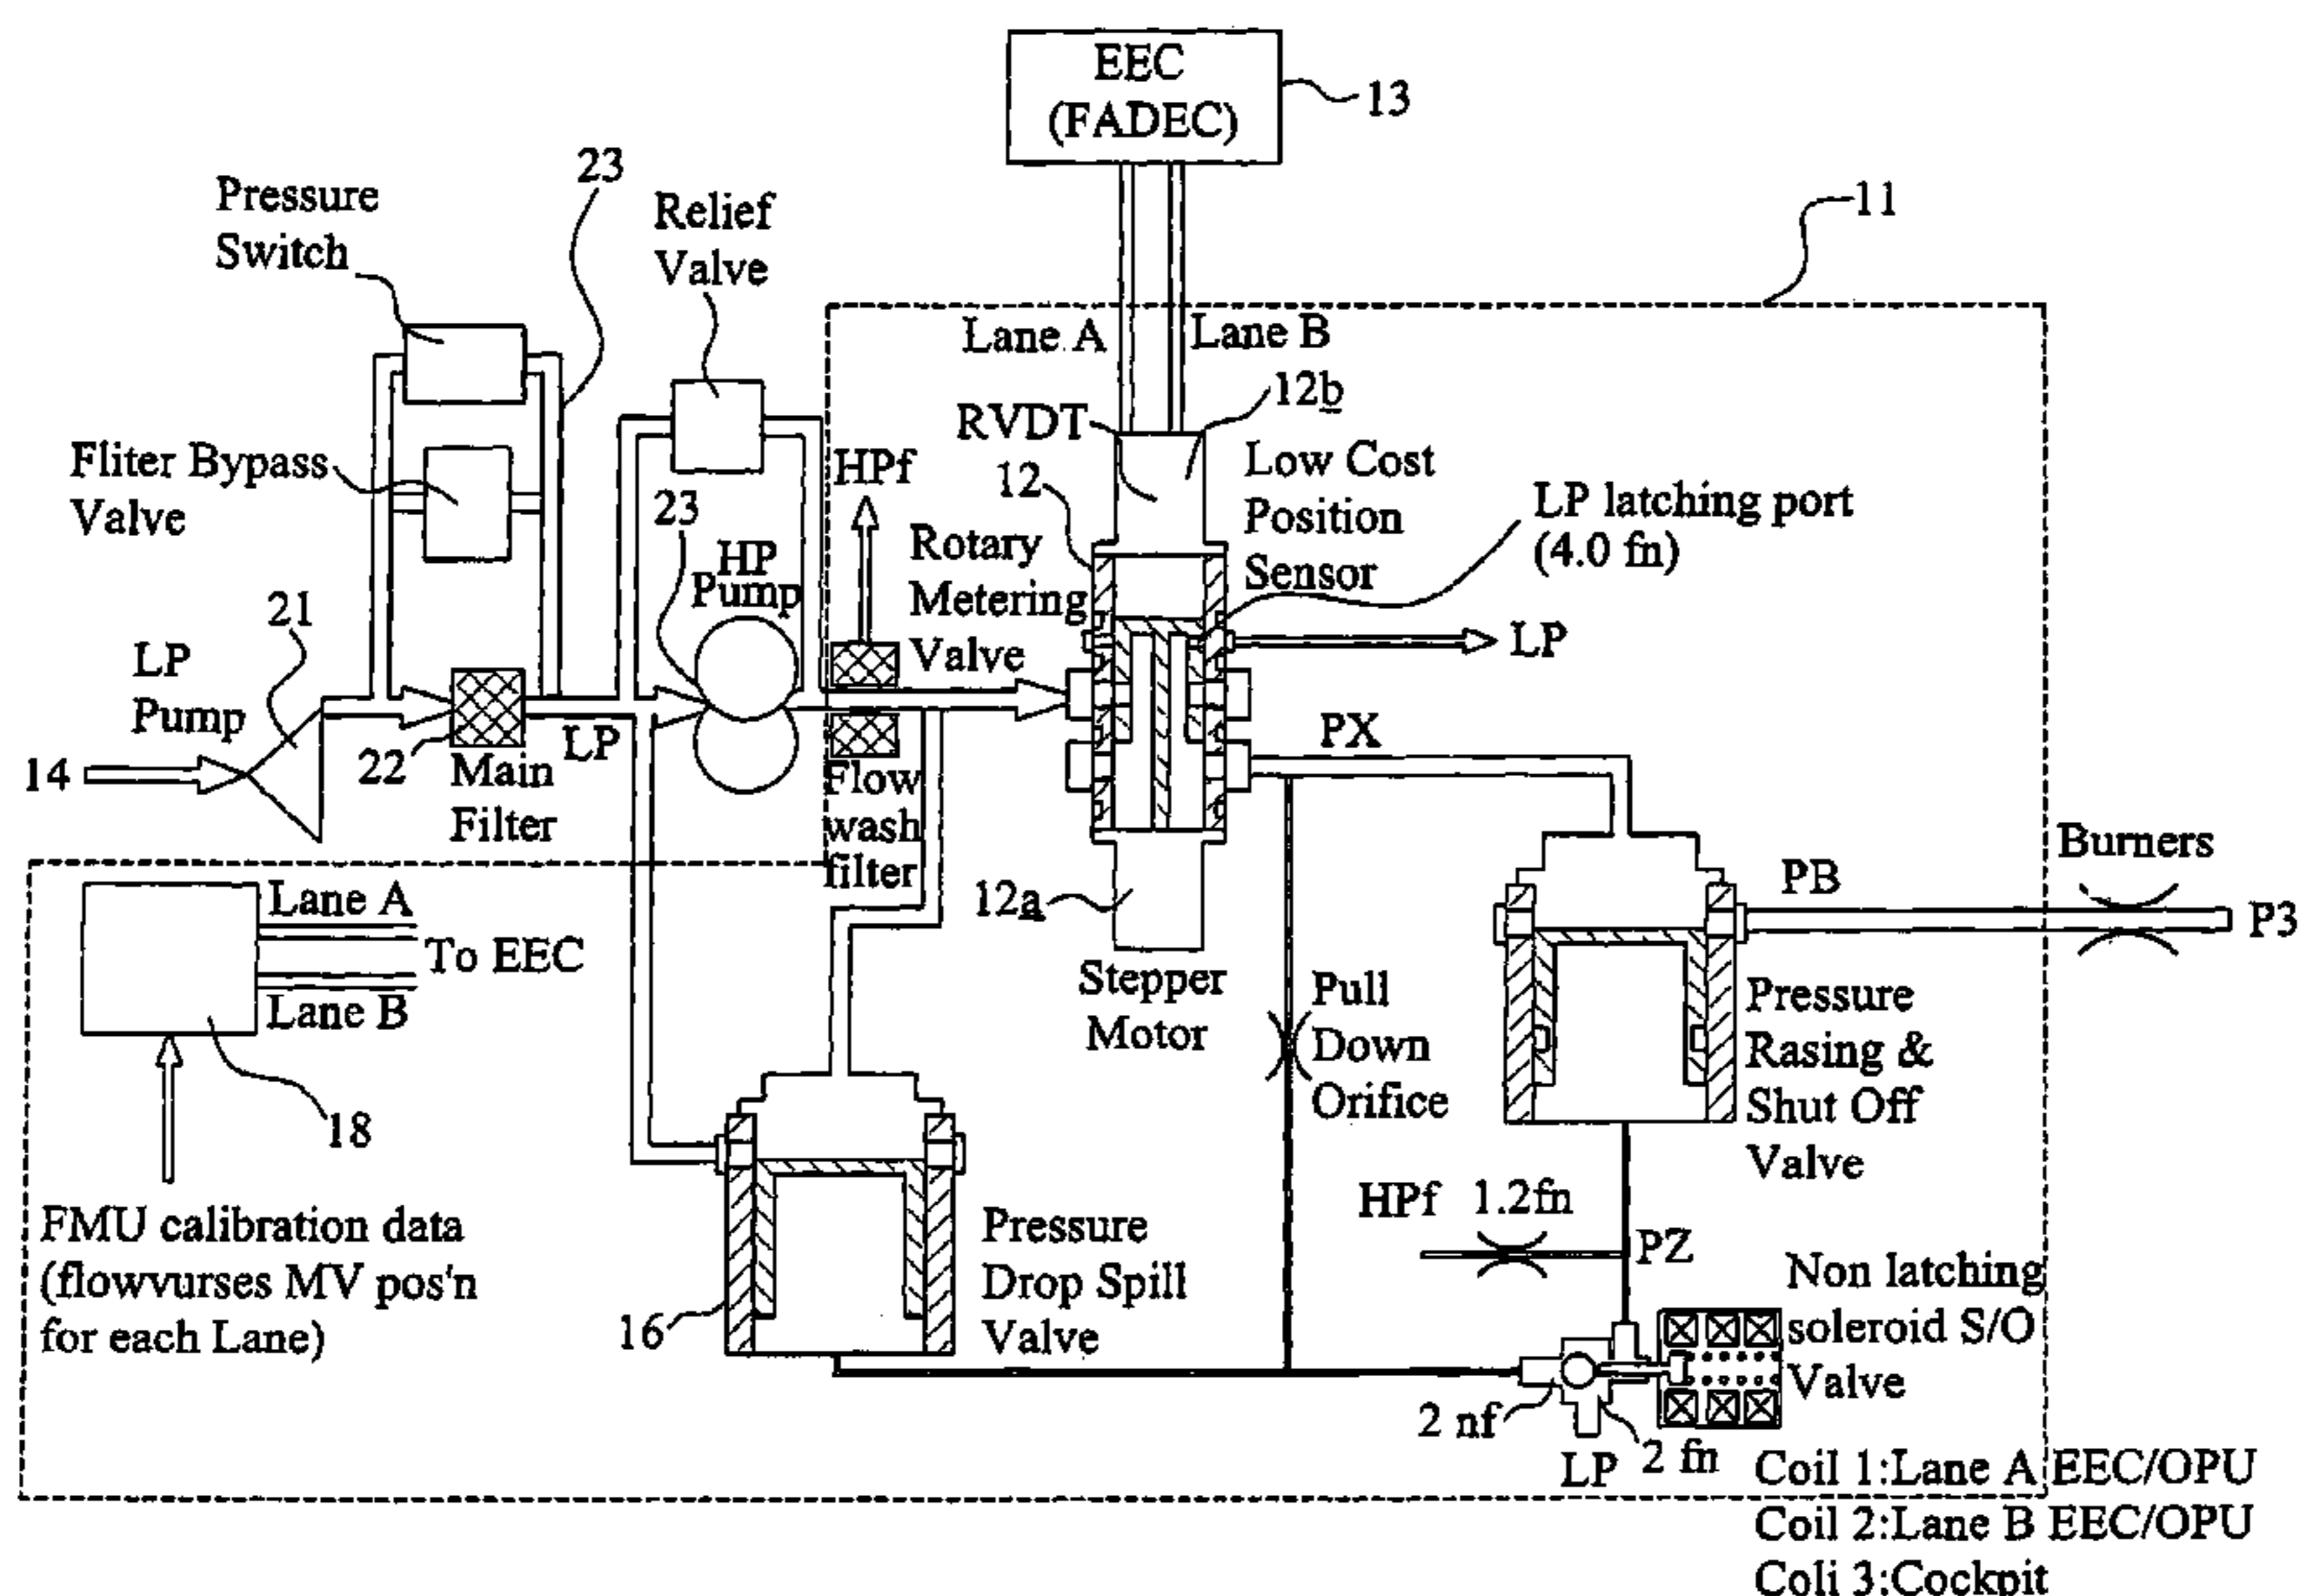 EEC
(FADEC)
13
23
Pressure
Switch
Relief
Valve
11
Lane A
Lane B
12b
RVDT
Low Cost
Position
Sensor
12
Fliter Bypass
Valve
HPf
23
HP
Pump
Rotary
Metering
Valve
LP latching port
(4.0 fn)
LP
21
LP
Pump
14
22
Main
Filter
LP
Flow
wash
filter
PX
Burners
PB
P3
12a
Stepper
Motor
Lane A
To EEC
Lane B
18
Pull
Down
Orifice
Pressure
Rasing &
Shut Off
Valve
FMU calibration data
(flowvurses MV pos'n
for each Lane)
16
Pressure
Drop Spill
Valve
HPf
1.2fn
PZ
Non latching
soleroid S/O
Valve
2 nf
LP
2 fn
Coil 1:Lane A EEC/OPU
Coil 2:Lane B EEC/OPU
Coli 3:Cockpit